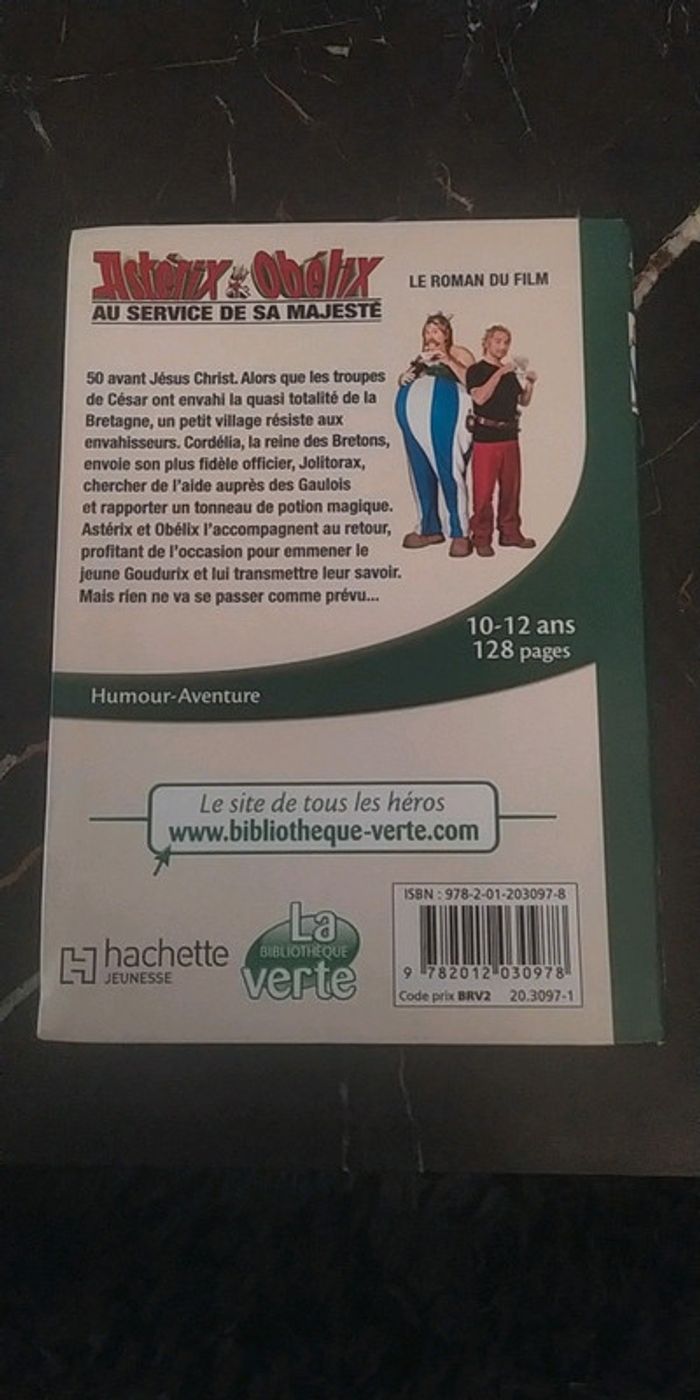 Astérix & Obélix
AU SERVICE DE SA MAJESTÉ
LE ROMAN DU FILM
50 avant Jésus Christ. Alors que les troupes
de César ont envahi la quasi totalité de la
Bretagne, un petit village résiste aux
envahisseurs. Cordélia, la reine des Bretons,
envoie son plus fidèle officier, Jolitorax,
chercher de l'aide auprès des Gaulois
et rapporter un tonneau de potion magique.
Astérix et Obélix l'accompagnent au retour,
profitant de l'occasion pour emmener le
jeune Goudurix et lui transmettre leur savoir.
Mais rien ne va se passer comme prévu...
10-12 ans
128 pages
Humour-Aventure
Le site de tous les héros
www.bibliotheque-verte.com
hachette
JEUNESSE
La
BIBLIOTHÈQUE
verte
ISBN : 978-2-01-203097-8
9 782012 030978
Code prix BRV2 20.3097-1